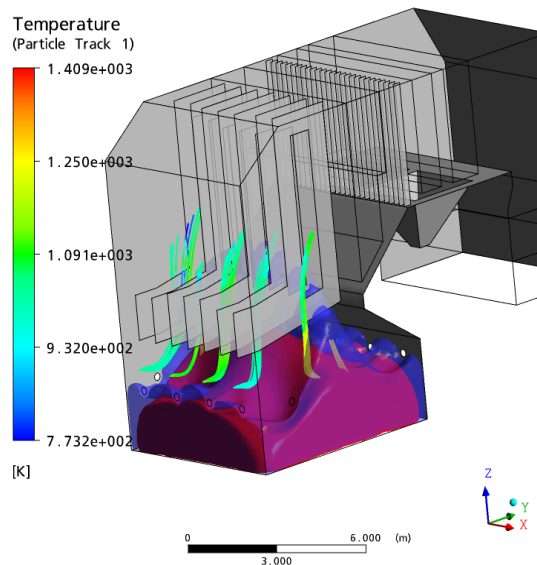 Temperature
(Particle Track 1)
1.409e+003
1.250e+003
1.091e+003
9.320e+002
7.732e+002
[K]
Z
Y
X
0 6.000 (m)
3.000